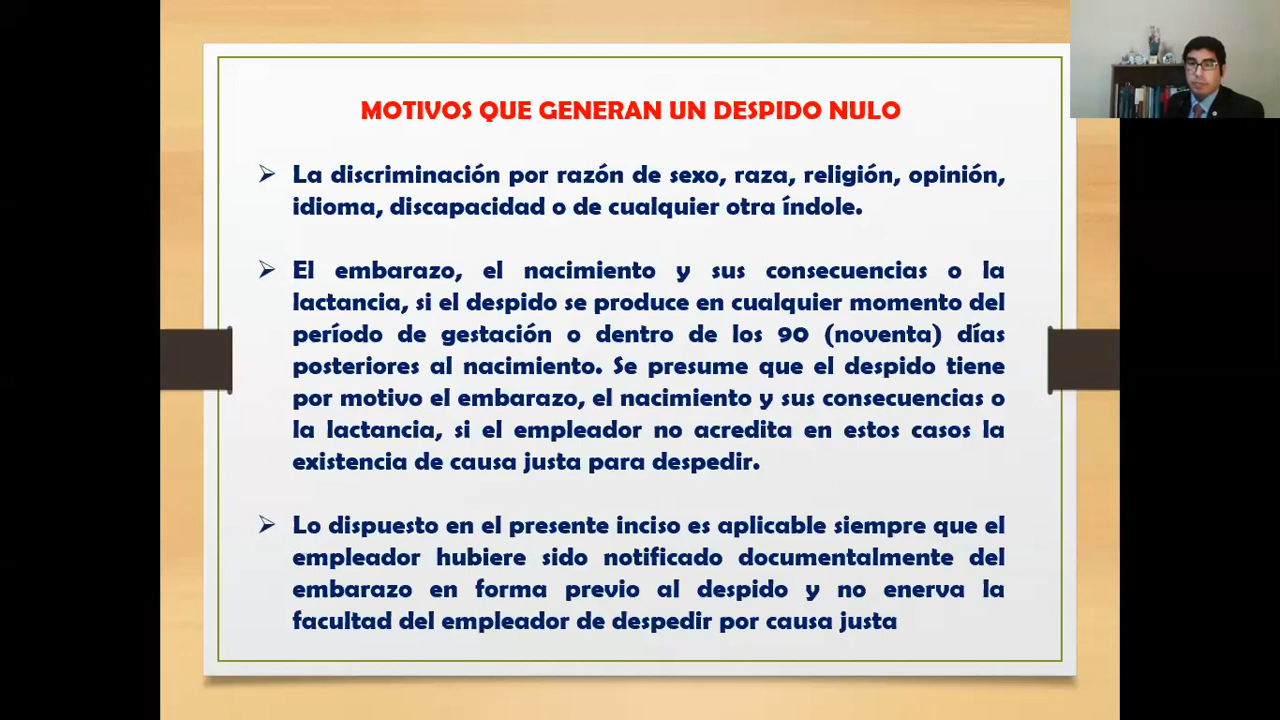 MOTIVOS QUE GENERAN UN DESPIDO NULO
La discriminación por razón de sexo, raza, religión, opinión,
idioma, discapacidad o de cualquier otra índole.
El embarazo, el nacimiento y sus consecuencias o la
lactancia, si el despido se produce en cualquier momento del
período de gestación o dentro de los 90 (noventa) días
posteriores al nacimiento. Se presume que el despido tiene
por motivo el embarazo, el nacimiento y sus consecuencias o
la lactancia, si el empleador no acredita en estos casos la
existencia de causa justa para despedir.
Lo dispuesto en el presente inciso es aplicable siempre que el
empleador hubiere sido notificado documentalmente del
embarazo en forma previo al despido y no enerva la
facultad del empleador de despedir por causa justa